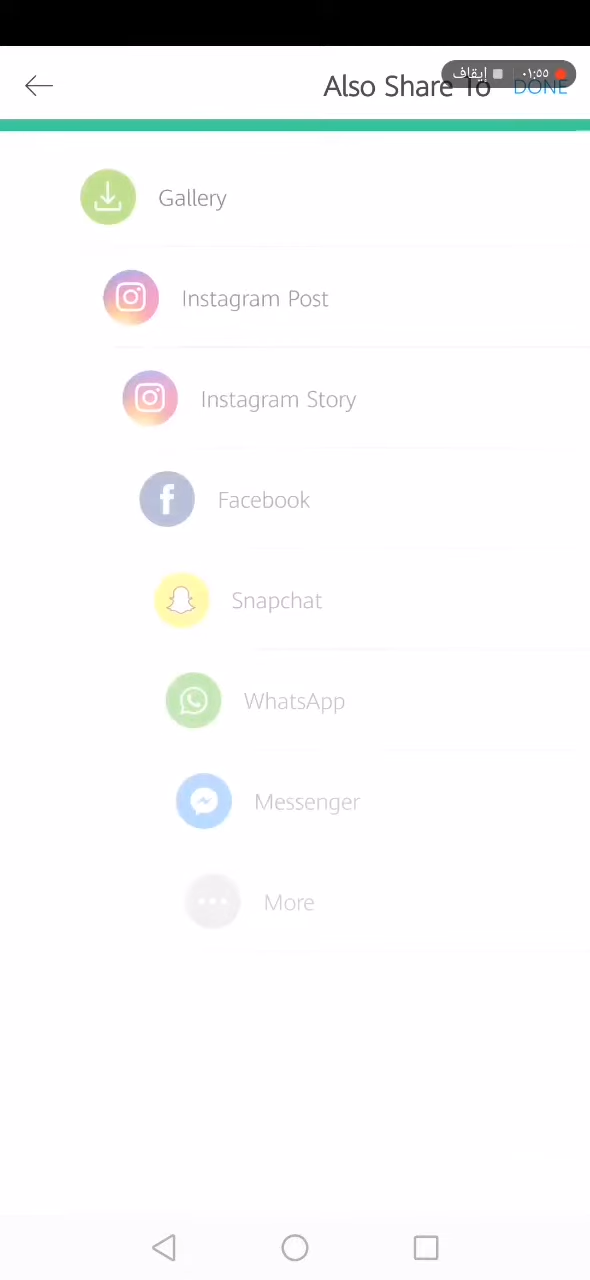 إيقاف ٠١:٥٥
Also Share To DONE
Gallery
Instagram Post
Instagram Story
Facebook
Snapchat
WhatsApp
Messenger
More